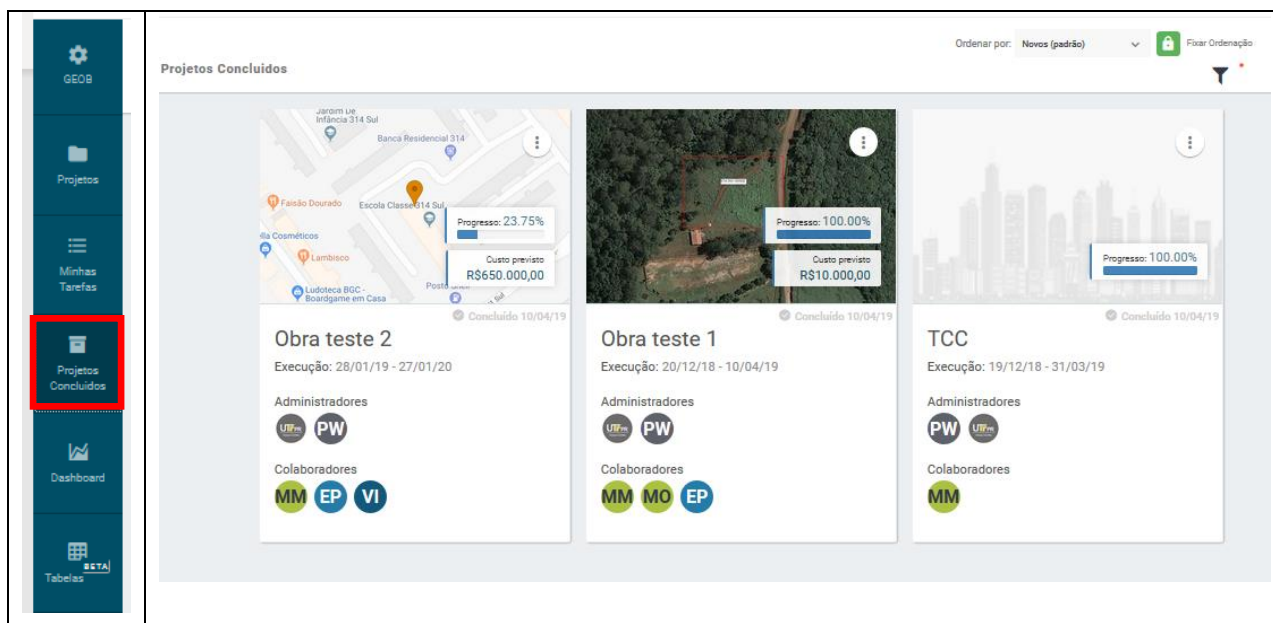 GEOB
Projetos
Minhas
Tarefas
Projetos
Concluidos
Dashboard
BETA
Tabelas
Ordenar por: Novos (padrão)
Fixar Ordenação
Projetos Concluidos
Jardim De
Infância 314 Sul
Banca Residencial 314
Faisão Dourado
Escola Classe 314 Sul
Cosméticos
Lambisco
Ludoteca BGC -
Boardgame em Casa
Progresso: 23.75%
Custo previsto
R$650.000,00
Concluído 10/04/19
Obra teste 2
Execução: 28/01/19 - 27/01/20
Administradores
UTFPR PW
Colaboradores
MM EP VI
Progresso: 100.00%
Custo previsto
R$10.000,00
Concluído 10/04/19
Obra teste 1
Execução: 20/12/18 - 10/04/19
Administradores
UTFPR PW
Colaboradores
MM MO EP
Progresso: 100.00%
Concluído 10/04/19
TCC
Execução: 19/12/18 - 31/03/19
Administradores
PW UTFPR
Colaboradores
MM